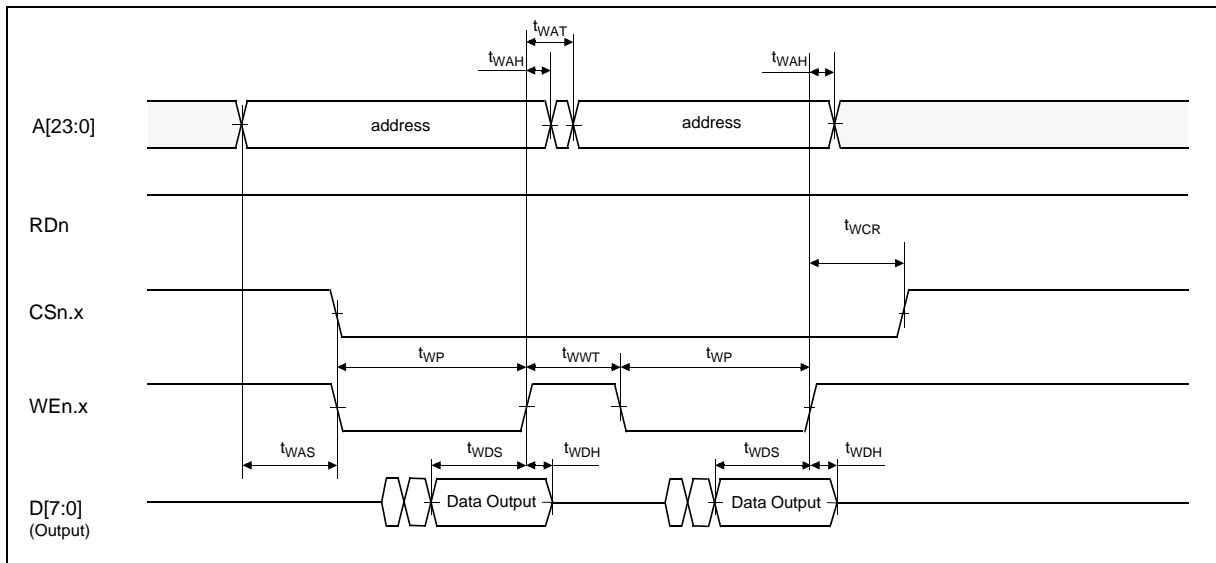 tWAT
tWAH
tWAH
A[23:0]
address
address
RDn
tWCR
CSn.x
tWP
tWWT
tWP
WEn.x
tWAS
tWDS
tWDH
tWDS
tWDH
D[7:0]
(Output)
Data Output
Data Output